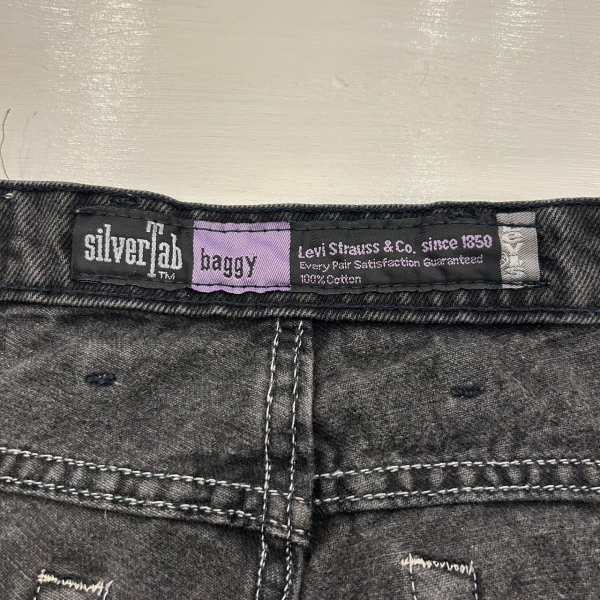 silverTab
TM
baggy
Levi Strauss & Co. since 1850
Every Pair Satisfaction Guaranteed
100% Cotton